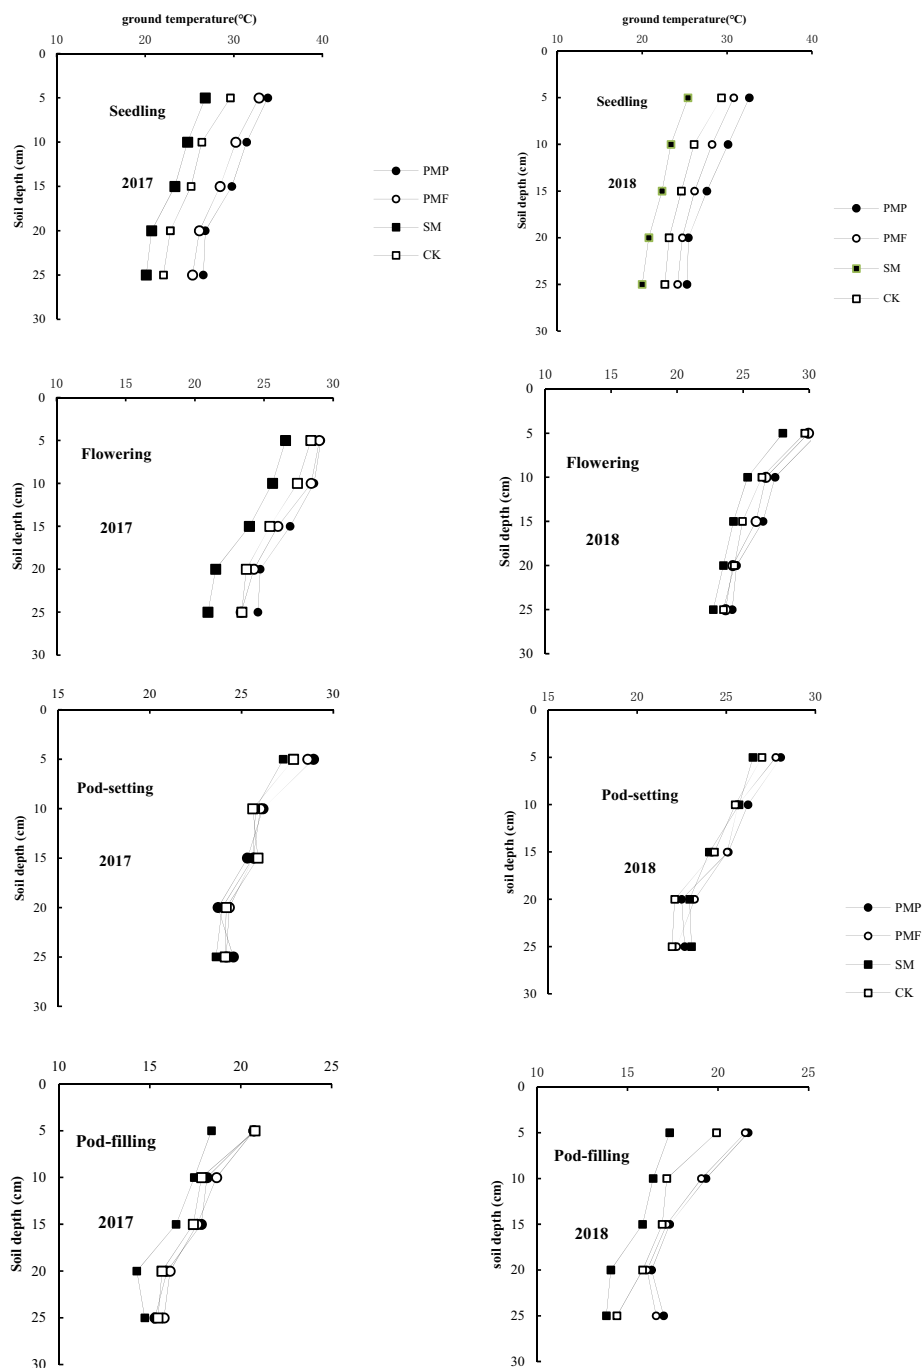 ground temperature(℃)
10 20 30 40
0
5
10
15
20
25
30
Soil depth (cm)
Seedling
2017
PMP
PMF
SM
CK
ground temperature(℃)
10 20 30 40
0
5
10
15
20
25
30
Soil depth (cm)
Seedling
2018
PMP
PMF
SM
CK
10 15 20 25 30
0
5
10
15
20
25
30
Soil depth (cm)
Flowering
2017
10 15 20 25 30
0
5
10
15
20
25
30
Soil depth (cm)
Flowering
2018
15 20 25 30
0
5
10
15
20
25
30
Soil depth (cm)
Pod-setting
2017
15 20 25 30
0
5
10
15
20
25
30
soil depth (cm)
Pod-setting
2018
PMP
PMF
SM
CK
10 15 20 25
0
5
10
15
20
25
30
Soil depth (cm)
Pod-filling
2017
10 15 20 25
0
5
10
15
20
25
30
soil depth (cm)
Pod-filling
2018